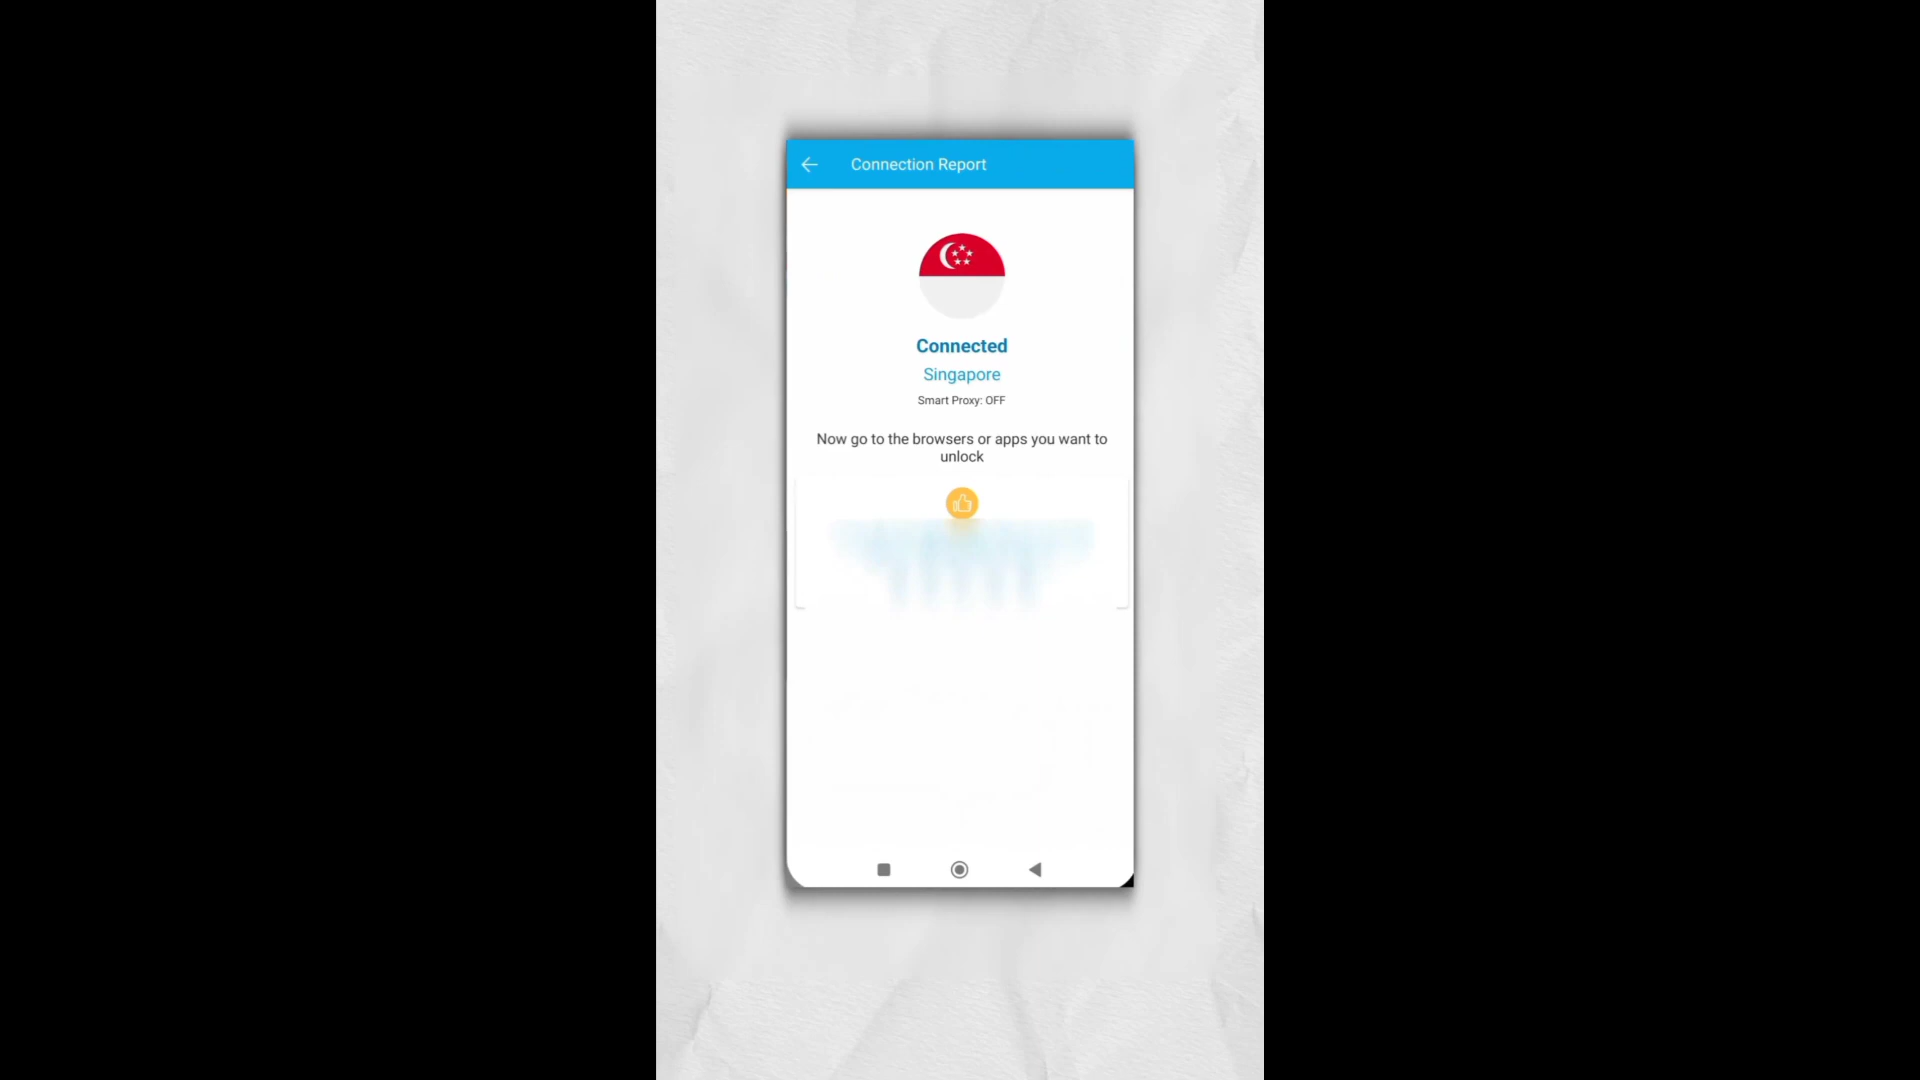 Connection Report
Connected
Singapore
Smart Proxy: OFF
Now go to the browsers or apps you want to
unlock